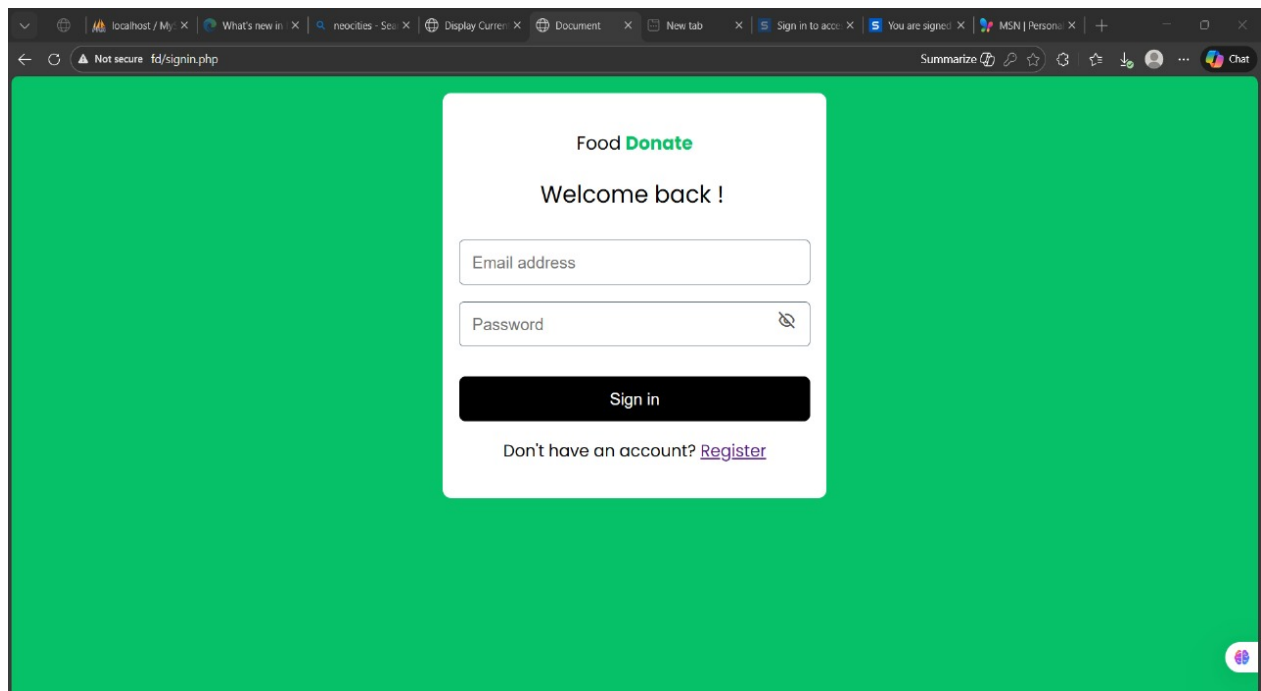 localhost / My
What's new in
neocities - Sea
Display Curren
Document
New tab
Sign in to acce
You are signed
MSN | Persona
Not secure fd/signin.php
Summarize
Chat
Food Donate
Welcome back !
Email address
Password
Sign in
Don't have an account? Register